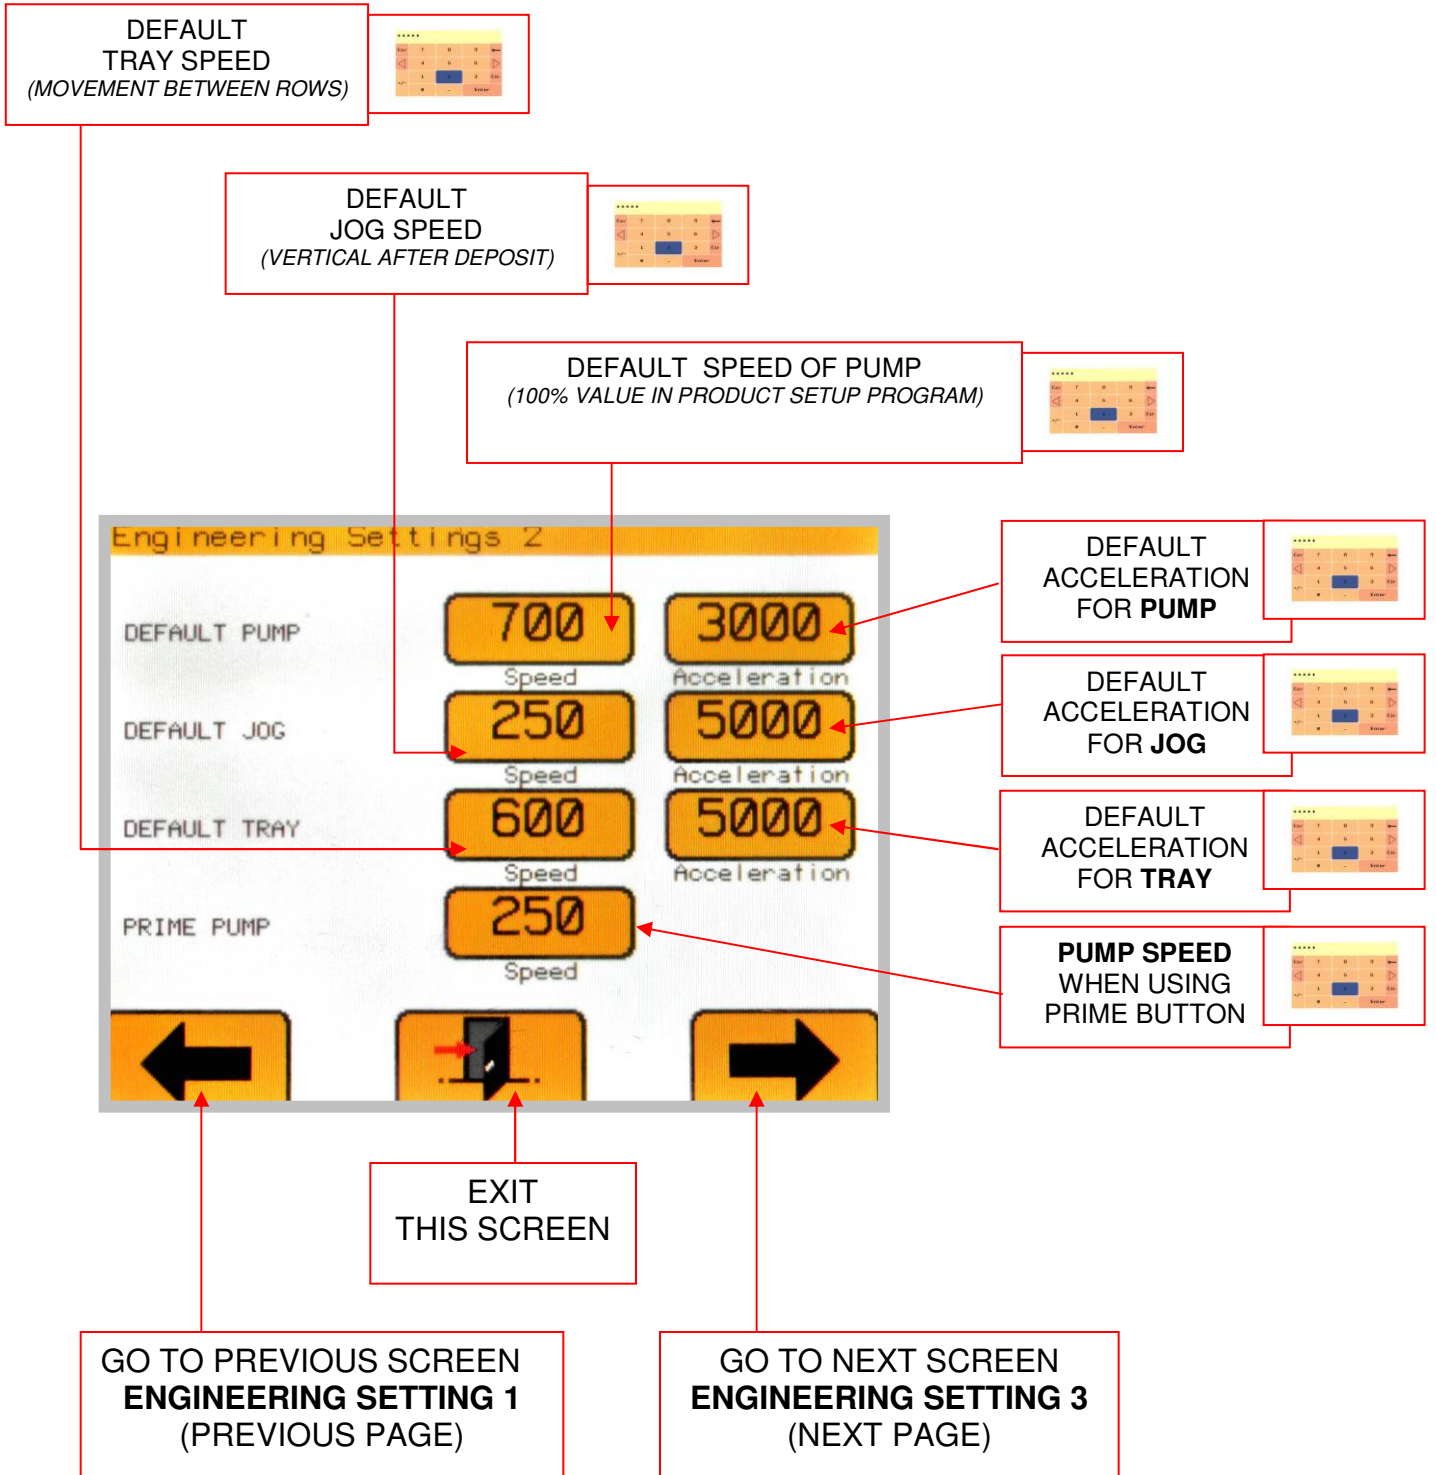 DEFAULT
TRAY SPEED
(MOVEMENT BETWEEN ROWS)
DEFAULT
JOG SPEED
(VERTICAL AFTER DEPOSIT)
DEFAULT SPEED OF PUMP
(100% VALUE IN PRODUCT SETUP PROGRAM)
Engineering Settings 2
DEFAULT PUMP
700
Speed
3000
Acceleration
DEFAULT JOG
250
Speed
5000
Acceleration
DEFAULT TRAY
600
Speed
5000
Acceleration
PRIME PUMP
250
Speed
DEFAULT
ACCELERATION
FOR PUMP
DEFAULT
ACCELERATION
FOR JOG
DEFAULT
ACCELERATION
FOR TRAY
PUMP SPEED
WHEN USING
PRIME BUTTON
EXIT
THIS SCREEN
GO TO PREVIOUS SCREEN
ENGINEERING SETTING 1
(PREVIOUS PAGE)
GO TO NEXT SCREEN
ENGINEERING SETTING 3
(NEXT PAGE)